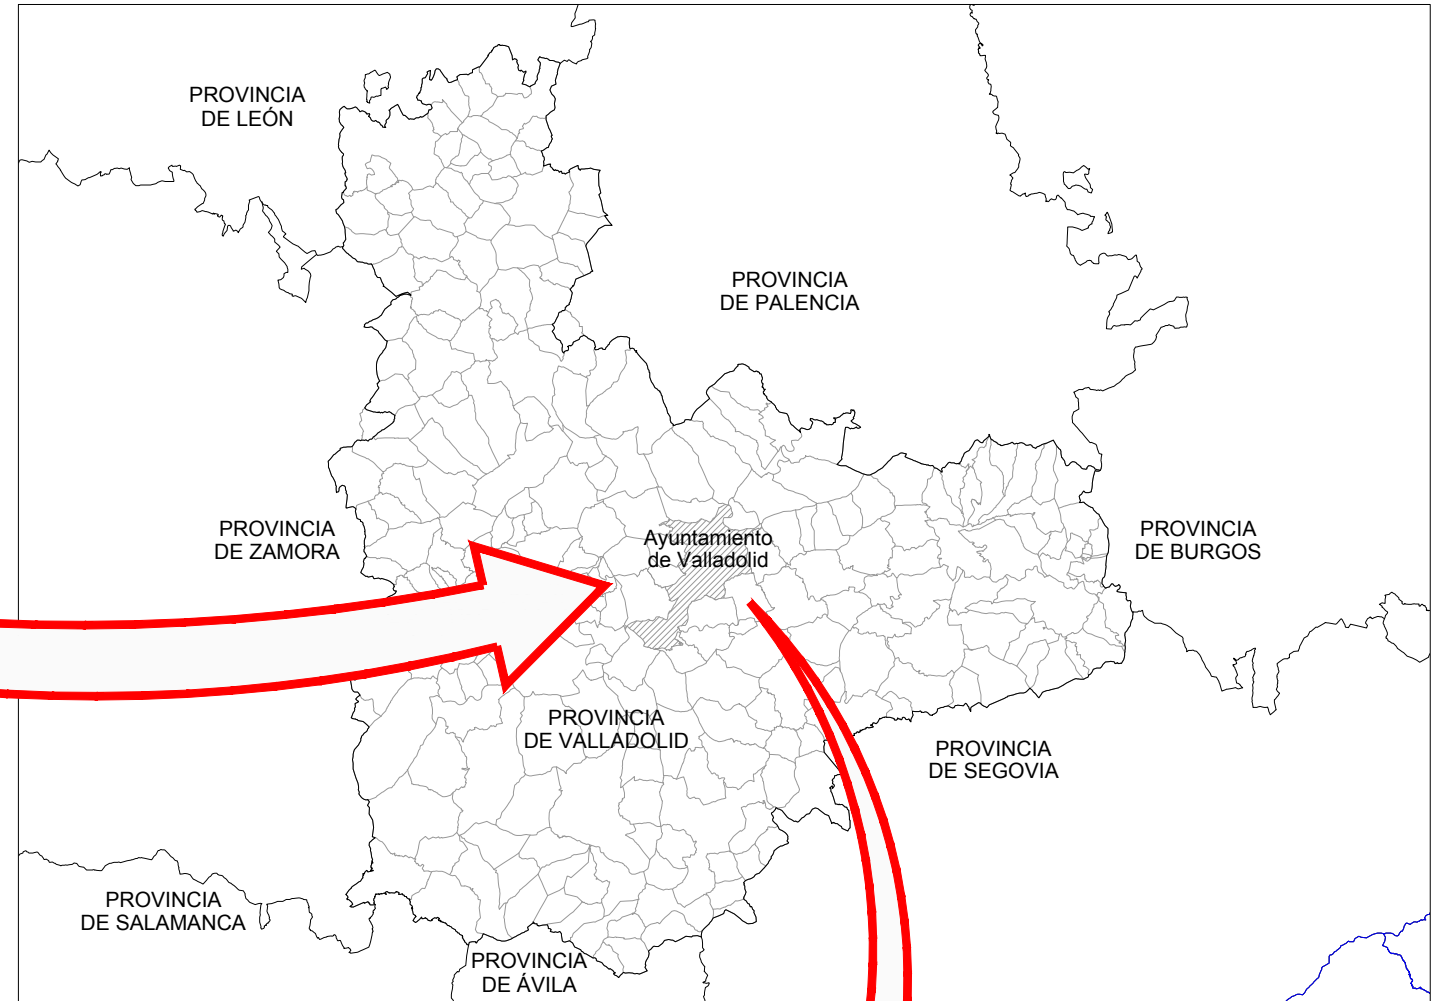 PROVINCIA
DE LEÓN
PROVINCIA
DE PALENCIA
PROVINCIA
DE ZAMORA
Ayuntamiento
de Valladolid
PROVINCIA
DE BURGOS
PROVINCIA
DE VALLADOLID
PROVINCIA
DE SEGOVIA
PROVINCIA
DE SALAMANCA
PROVINCIA
DE ÁVILA